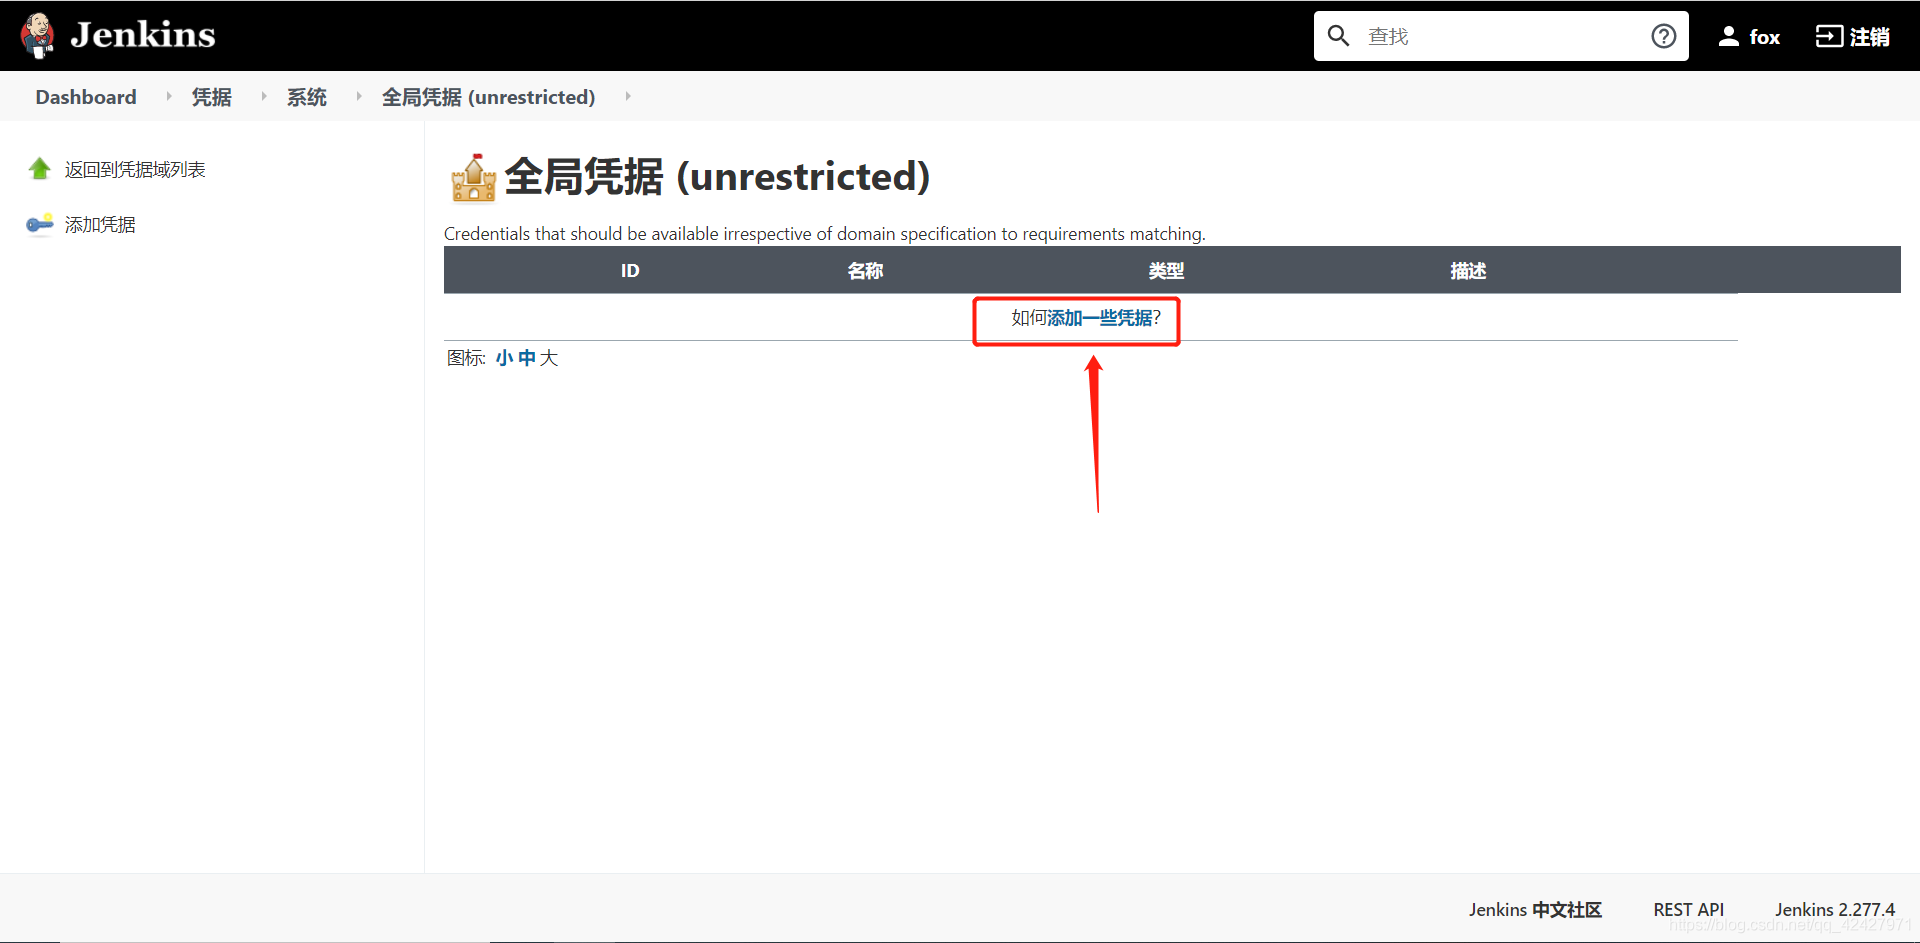 Jenkins
查找
fox
注销
Dashboard
凭据
系统
全局凭据 (unrestricted)
返回到凭据域列表
添加凭据
全局凭据 (unrestricted)
Credentials that should be available irrespective of domain specification to requirements matching.
ID 名称 类型 描述
如何添加一些凭据?
图标: 小 中 大
Jenkins 中文社区
REST API
Jenkins 2.277.4
https://blog.csdn.net/qq_42427971